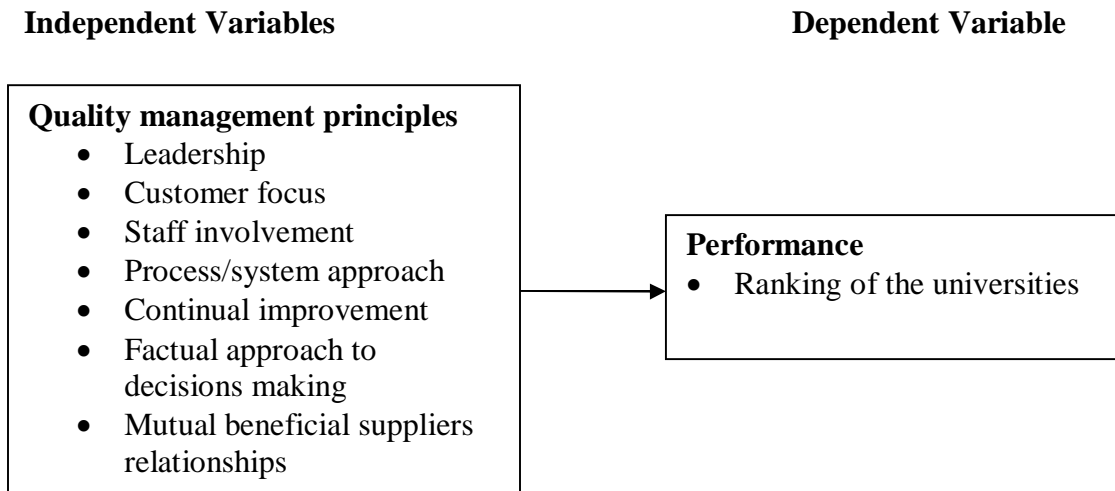 Independent Variables
Dependent Variable
Quality management principles
• Leadership
• Customer focus
• Staff involvement
• Process/system approach
• Continual improvement
• Factual approach to
decisions making
• Mutual beneficial suppliers
relationships
Performance
• Ranking of the universities